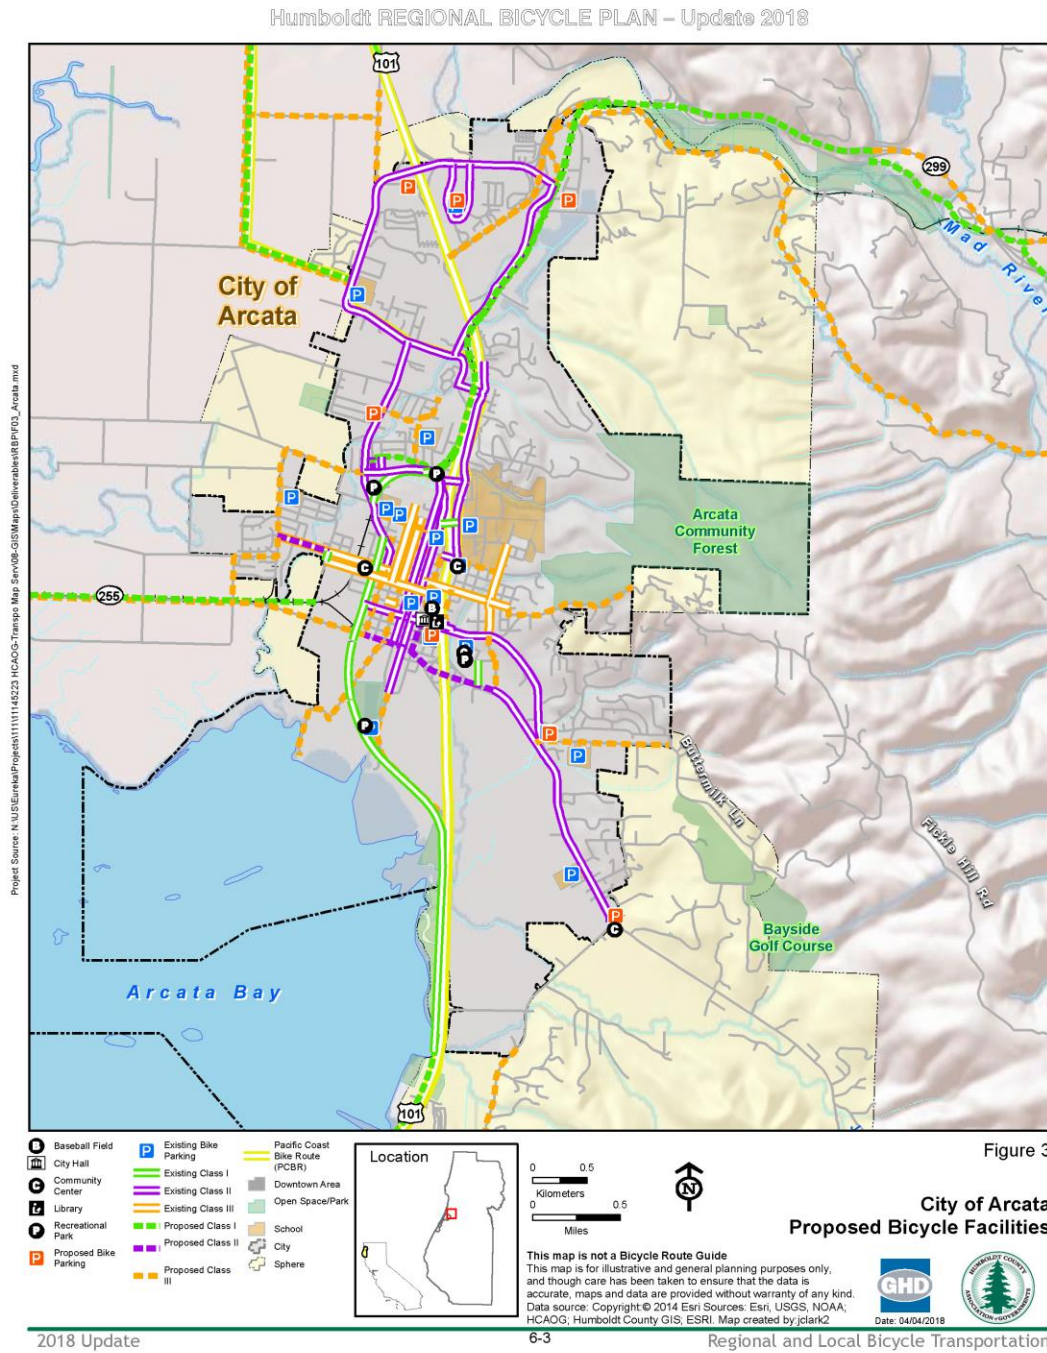 Humboldt REGIONAL BICYCLE PLAN – Update 2018
Project Source: N:\US\Eureka\Projects\111\11145223 HCAOG-Transpo Map Serv\08-GIS\Maps\Deliverables\RBP\F03_Arcata.mxd
101
299
Mad River
City of
Arcata
Arcata
Community
Forest
255
Buttermilk Ln
Fickle Hill Rd
Bayside
Golf Course
Arcata Bay
101
Baseball Field
City Hall
Community
Center
Library
Recreational
Park
Proposed Bike
Parking
Existing Bike
Parking
Existing Class I
Existing Class II
Existing Class III
Proposed Class I
Proposed Class II
Proposed Class
III
Pacific Coast
Bike Route
(PCBR)
Downtown Area
Open Space/Park
School
City
Sphere
Location
0 0.5
Kilometers
0 0.5
Miles
N
Figure 3
City of Arcata
Proposed Bicycle Facilities
This map is not a Bicycle Route Guide
This map is for illustrative and general planning purposes only,
and though care has been taken to ensure that the data is
accurate, maps and data are provided without warranty of any kind.
Data source: Copyright:© 2014 Esri Sources: Esri, USGS, NOAA;
HCAOG; Humboldt County GIS; ESRI. Map created by:jclark2
GHD
HUMBOLDT COUNTY
ASSOCIATION of GOVERNMENTS
Date: 04/04/2018
2018 Update
6-3
Regional and Local Bicycle Transportation